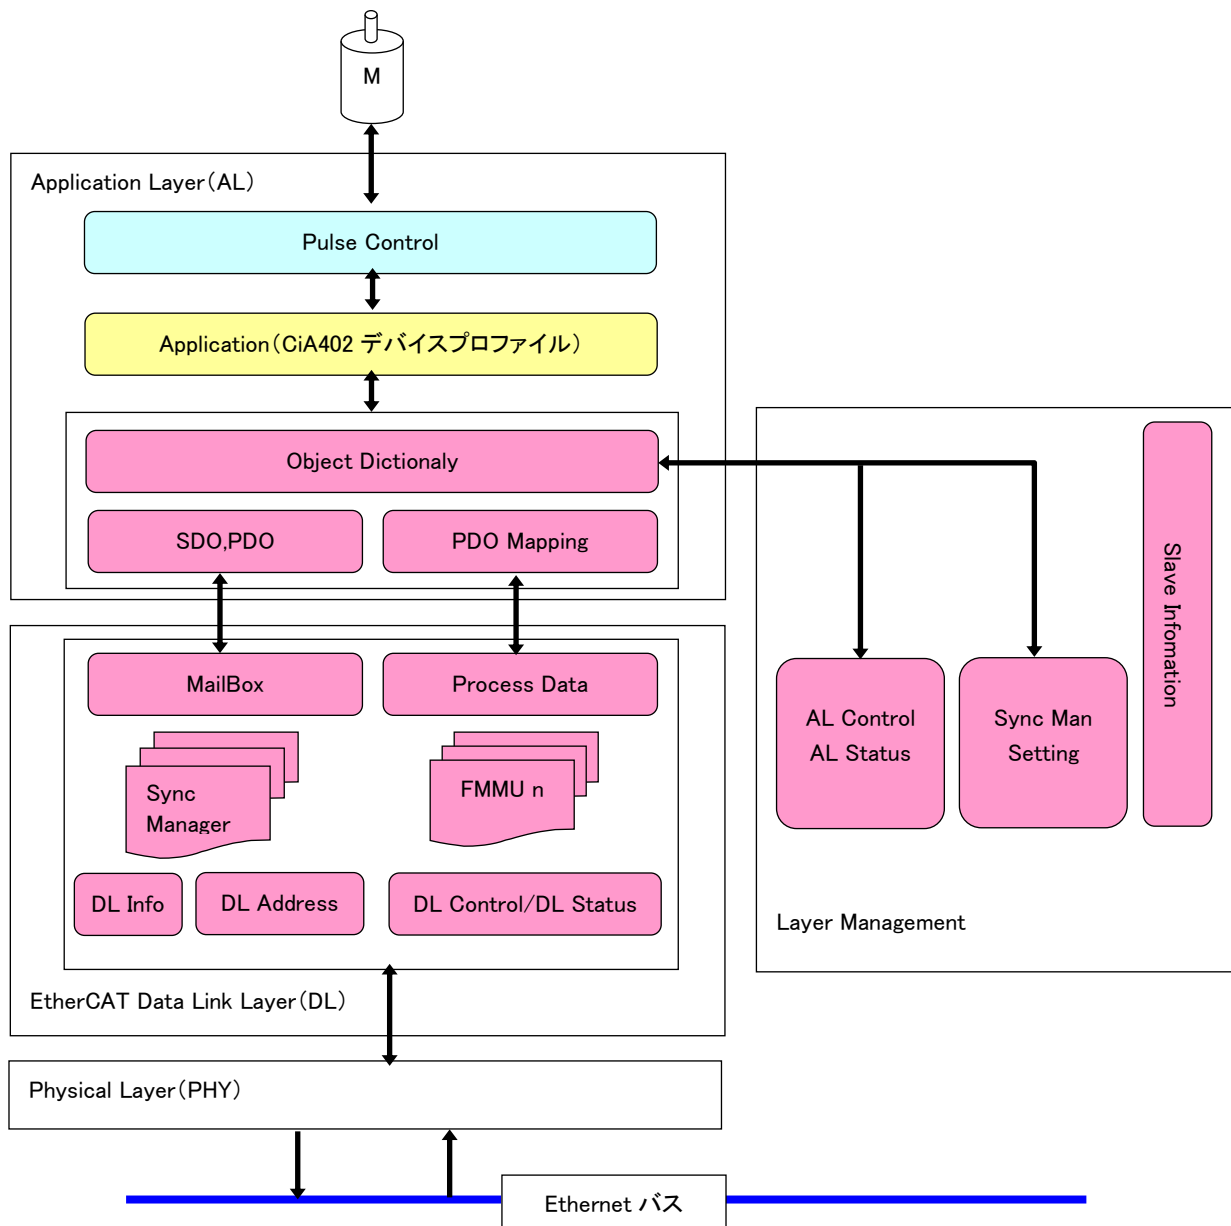 M
Application Layer（AL）
Pulse Control
Application（CiA402 デバイスプロファイル）
Object Dictionaly
SDO,PDO
PDO Mapping
MailBox
Process Data
Sync
Manager
FMMU n
DL Info
DL Address
DL Control/DL Status
EtherCAT Data Link Layer（DL）
AL Control
AL Status
Sync Man
Setting
Slave Infomation
Layer Management
Physical Layer（PHY）
Ethernet バス